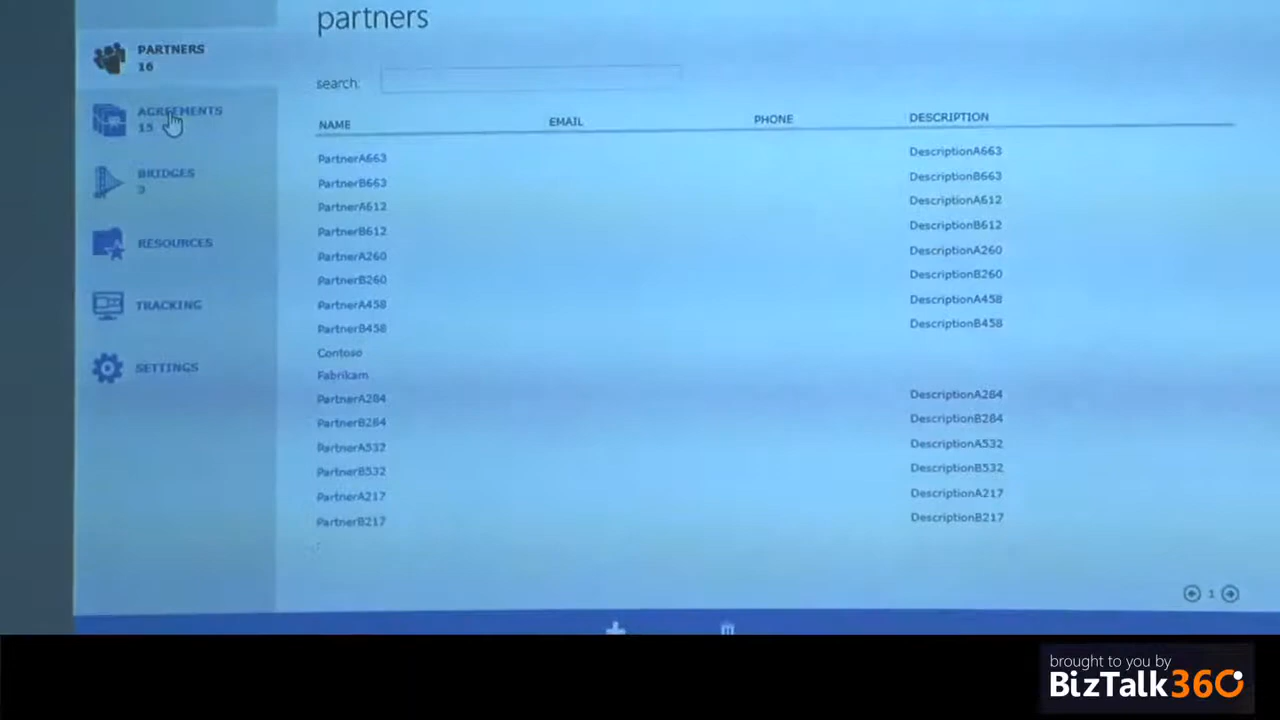 partners
PARTNERS
16
AGREEMENTS
15
BRIDGES
3
RESOURCES
TRACKING
SETTINGS
search:
NAME EMAIL PHONE DESCRIPTION
PartnerA663 DescriptionA663
PartnerB663 DescriptionB663
PartnerA612 DescriptionA612
PartnerB612 DescriptionB612
PartnerA260 DescriptionA260
PartnerB260 DescriptionB260
PartnerA458 DescriptionA458
PartnerB458 DescriptionB458
Contoso
Fabrikam
PartnerA284 DescriptionA284
PartnerB284 DescriptionB284
PartnerA532 DescriptionA532
PartnerB532 DescriptionB532
PartnerA217 DescriptionA217
PartnerB217 DescriptionB217
1
brought to you by
BizTalk360